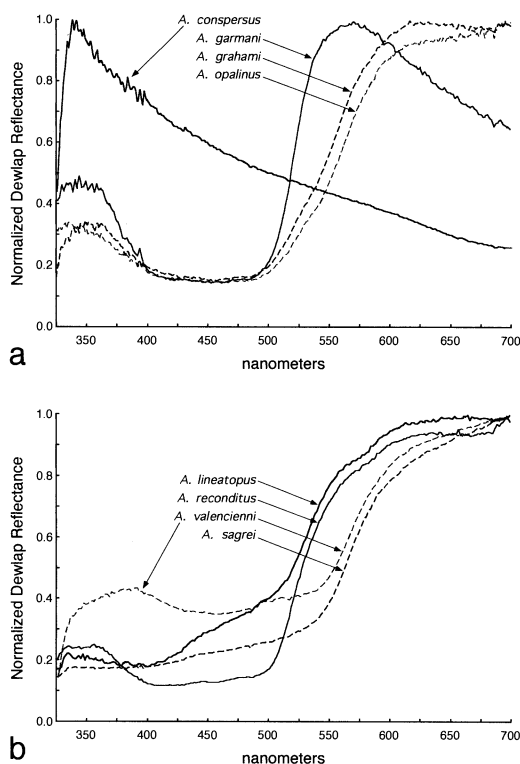 Normalized Dewlap Reflectance
1.0
0.8
0.6
0.4
0.2
0.0
A. conspersus
A. garmani
A. grahami
A. opalinus
350 400 450 500 550 600 650 700
nanometers
a
Normalized Dewlap Reflectance
1.0
0.8
0.6
0.4
0.2
0.0
A. lineatopus
A. reconditus
A. valencienni
A. sagrei
350 400 450 500 550 600 650 700
nanometers
b